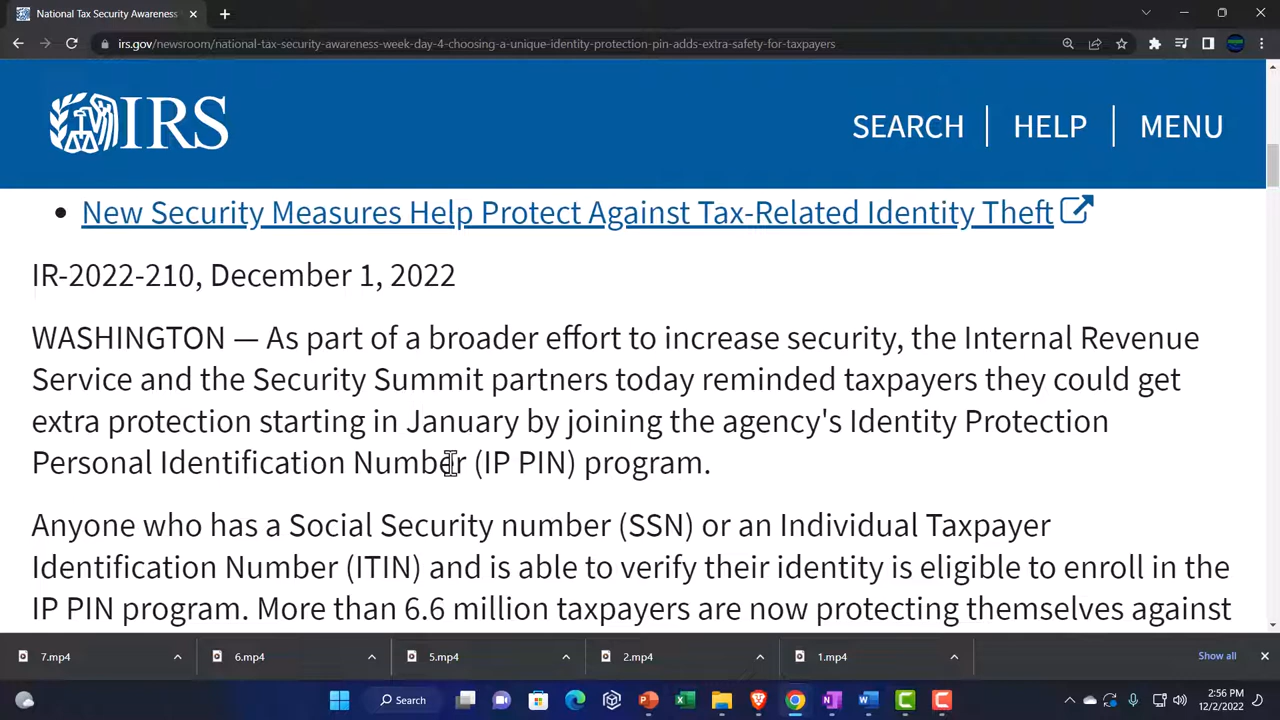 National Tax Security Awareness
irs.gov/newsroom/national-tax-security-awareness-week-day-4-choosing-a-unique-identity-protection-pin-adds-extra-safety-for-taxpayers
IRS
SEARCH
HELP
MENU
New Security Measures Help Protect Against Tax-Related Identity Theft
IR-2022-210, December 1, 2022
WASHINGTON — As part of a broader effort to increase security, the Internal Revenue
Service and the Security Summit partners today reminded taxpayers they could get
extra protection starting in January by joining the agency's Identity Protection
Personal Identification Number (IP PIN) program.
Anyone who has a Social Security number (SSN) or an Individual Taxpayer
Identification Number (ITIN) and is able to verify their identity is eligible to enroll in the
IP PIN program. More than 6.6 million taxpayers are now protecting themselves against
7.mp4
6.mp4
5.mp4
2.mp4
1.mp4
Show all
Search
2:56 PM
12/2/2022